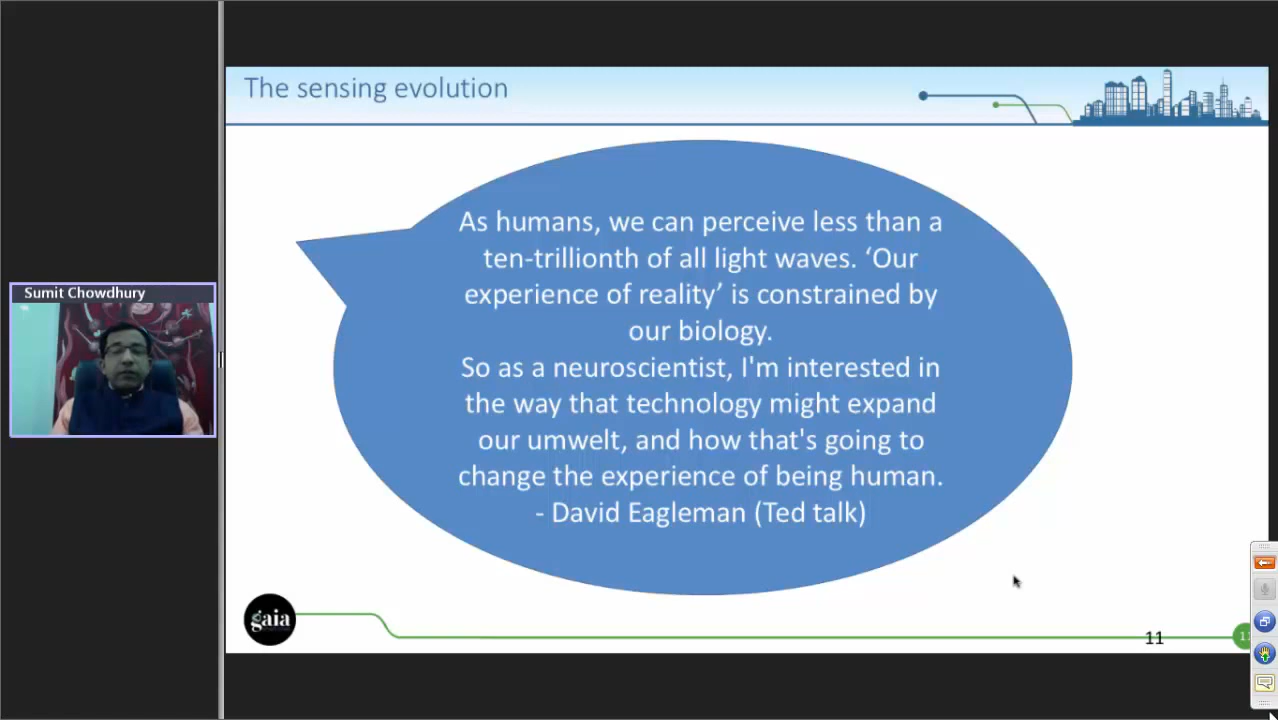 The sensing evolution
Sumit Chowdhury
As humans, we can perceive less than a
ten-trillionth of all light waves. ‘Our
experience of reality’ is constrained by
our biology.
So as a neuroscientist, I'm interested in
the way that technology might expand
our umwelt, and how that's going to
change the experience of being human.
- David Eagleman (Ted talk)
gaia
11